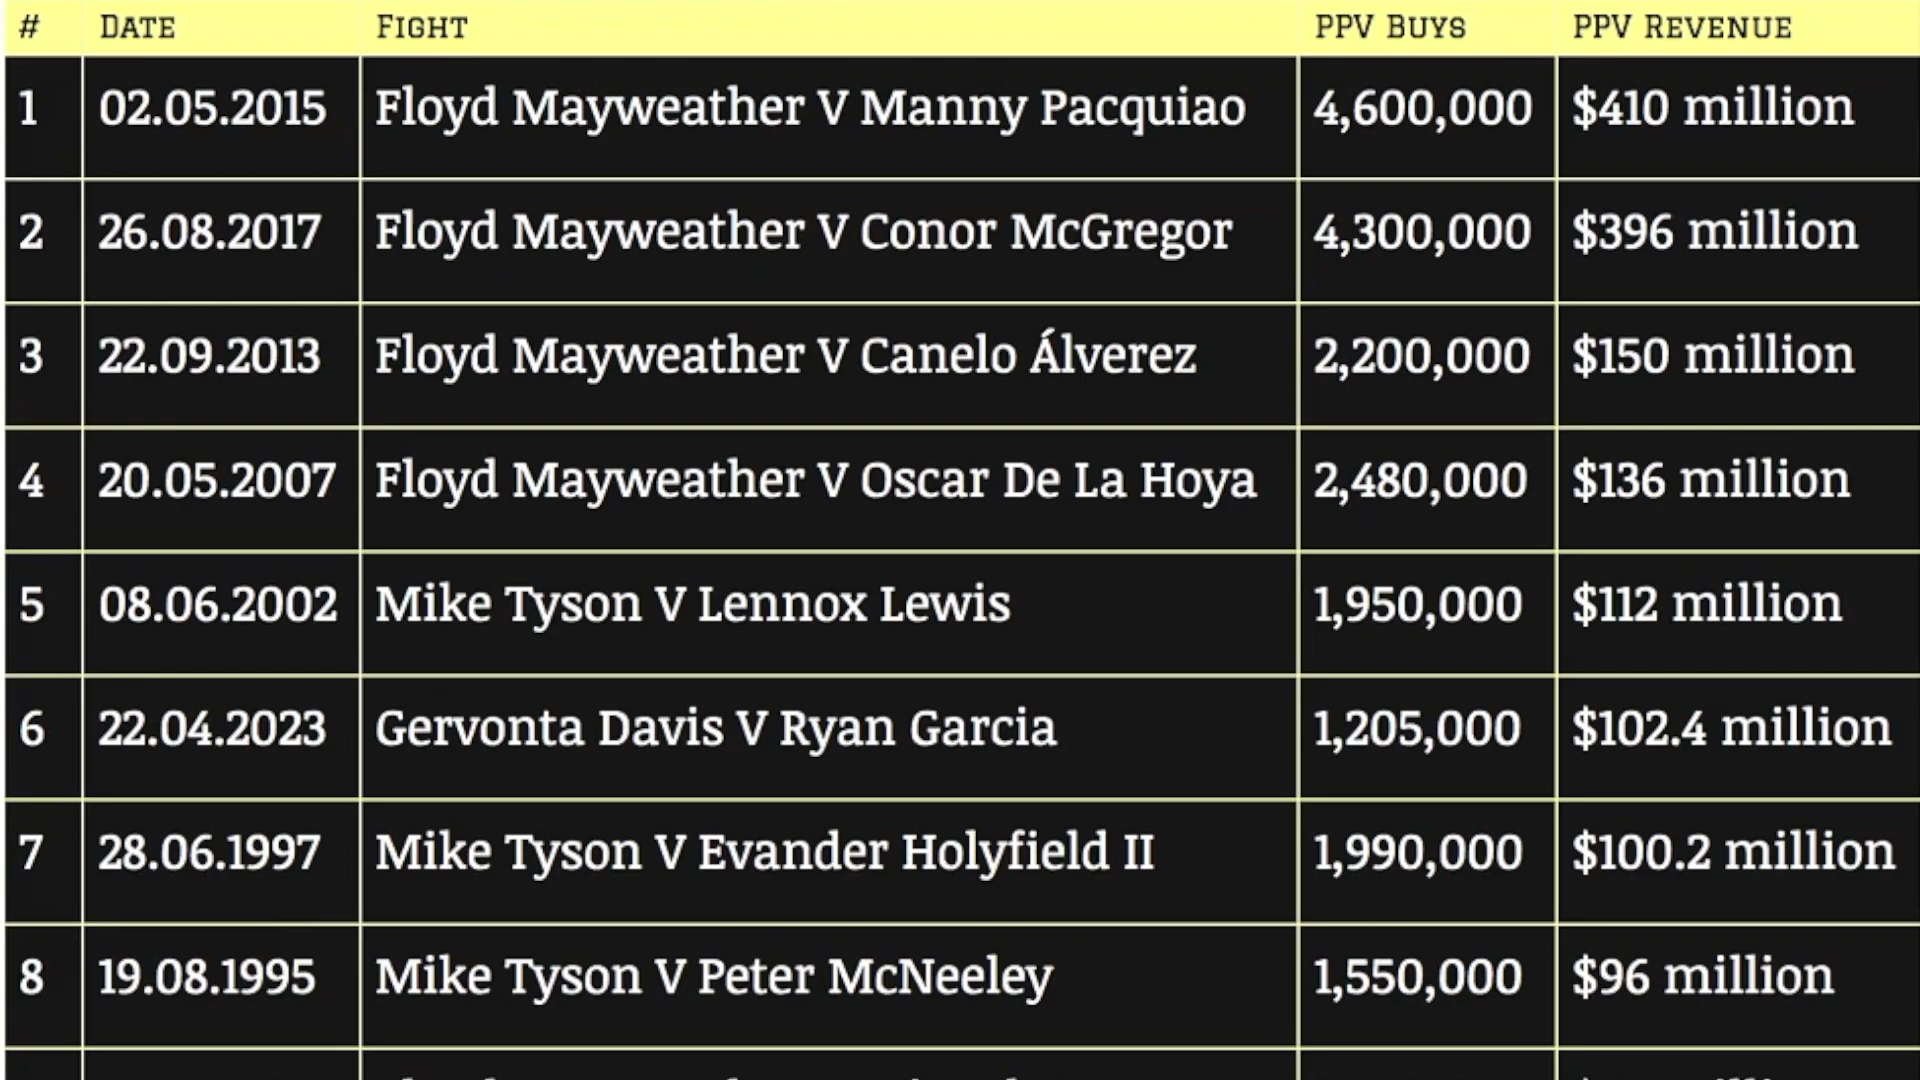 # DATE FIGHT PPV BUYS PPV REVENUE
1 02.05.2015 Floyd Mayweather V Manny Pacquiao 4,600,000 $410 million
2 26.08.2017 Floyd Mayweather V Conor McGregor 4,300,000 $396 million
3 22.09.2013 Floyd Mayweather V Canelo Álverez 2,200,000 $150 million
4 20.05.2007 Floyd Mayweather V Oscar De La Hoya 2,480,000 $136 million
5 08.06.2002 Mike Tyson V Lennox Lewis 1,950,000 $112 million
6 22.04.2023 Gervonta Davis V Ryan Garcia 1,205,000 $102.4 million
7 28.06.1997 Mike Tyson V Evander Holyfield II 1,990,000 $100.2 million
8 19.08.1995 Mike Tyson V Peter McNeeley 1,550,000 $96 million